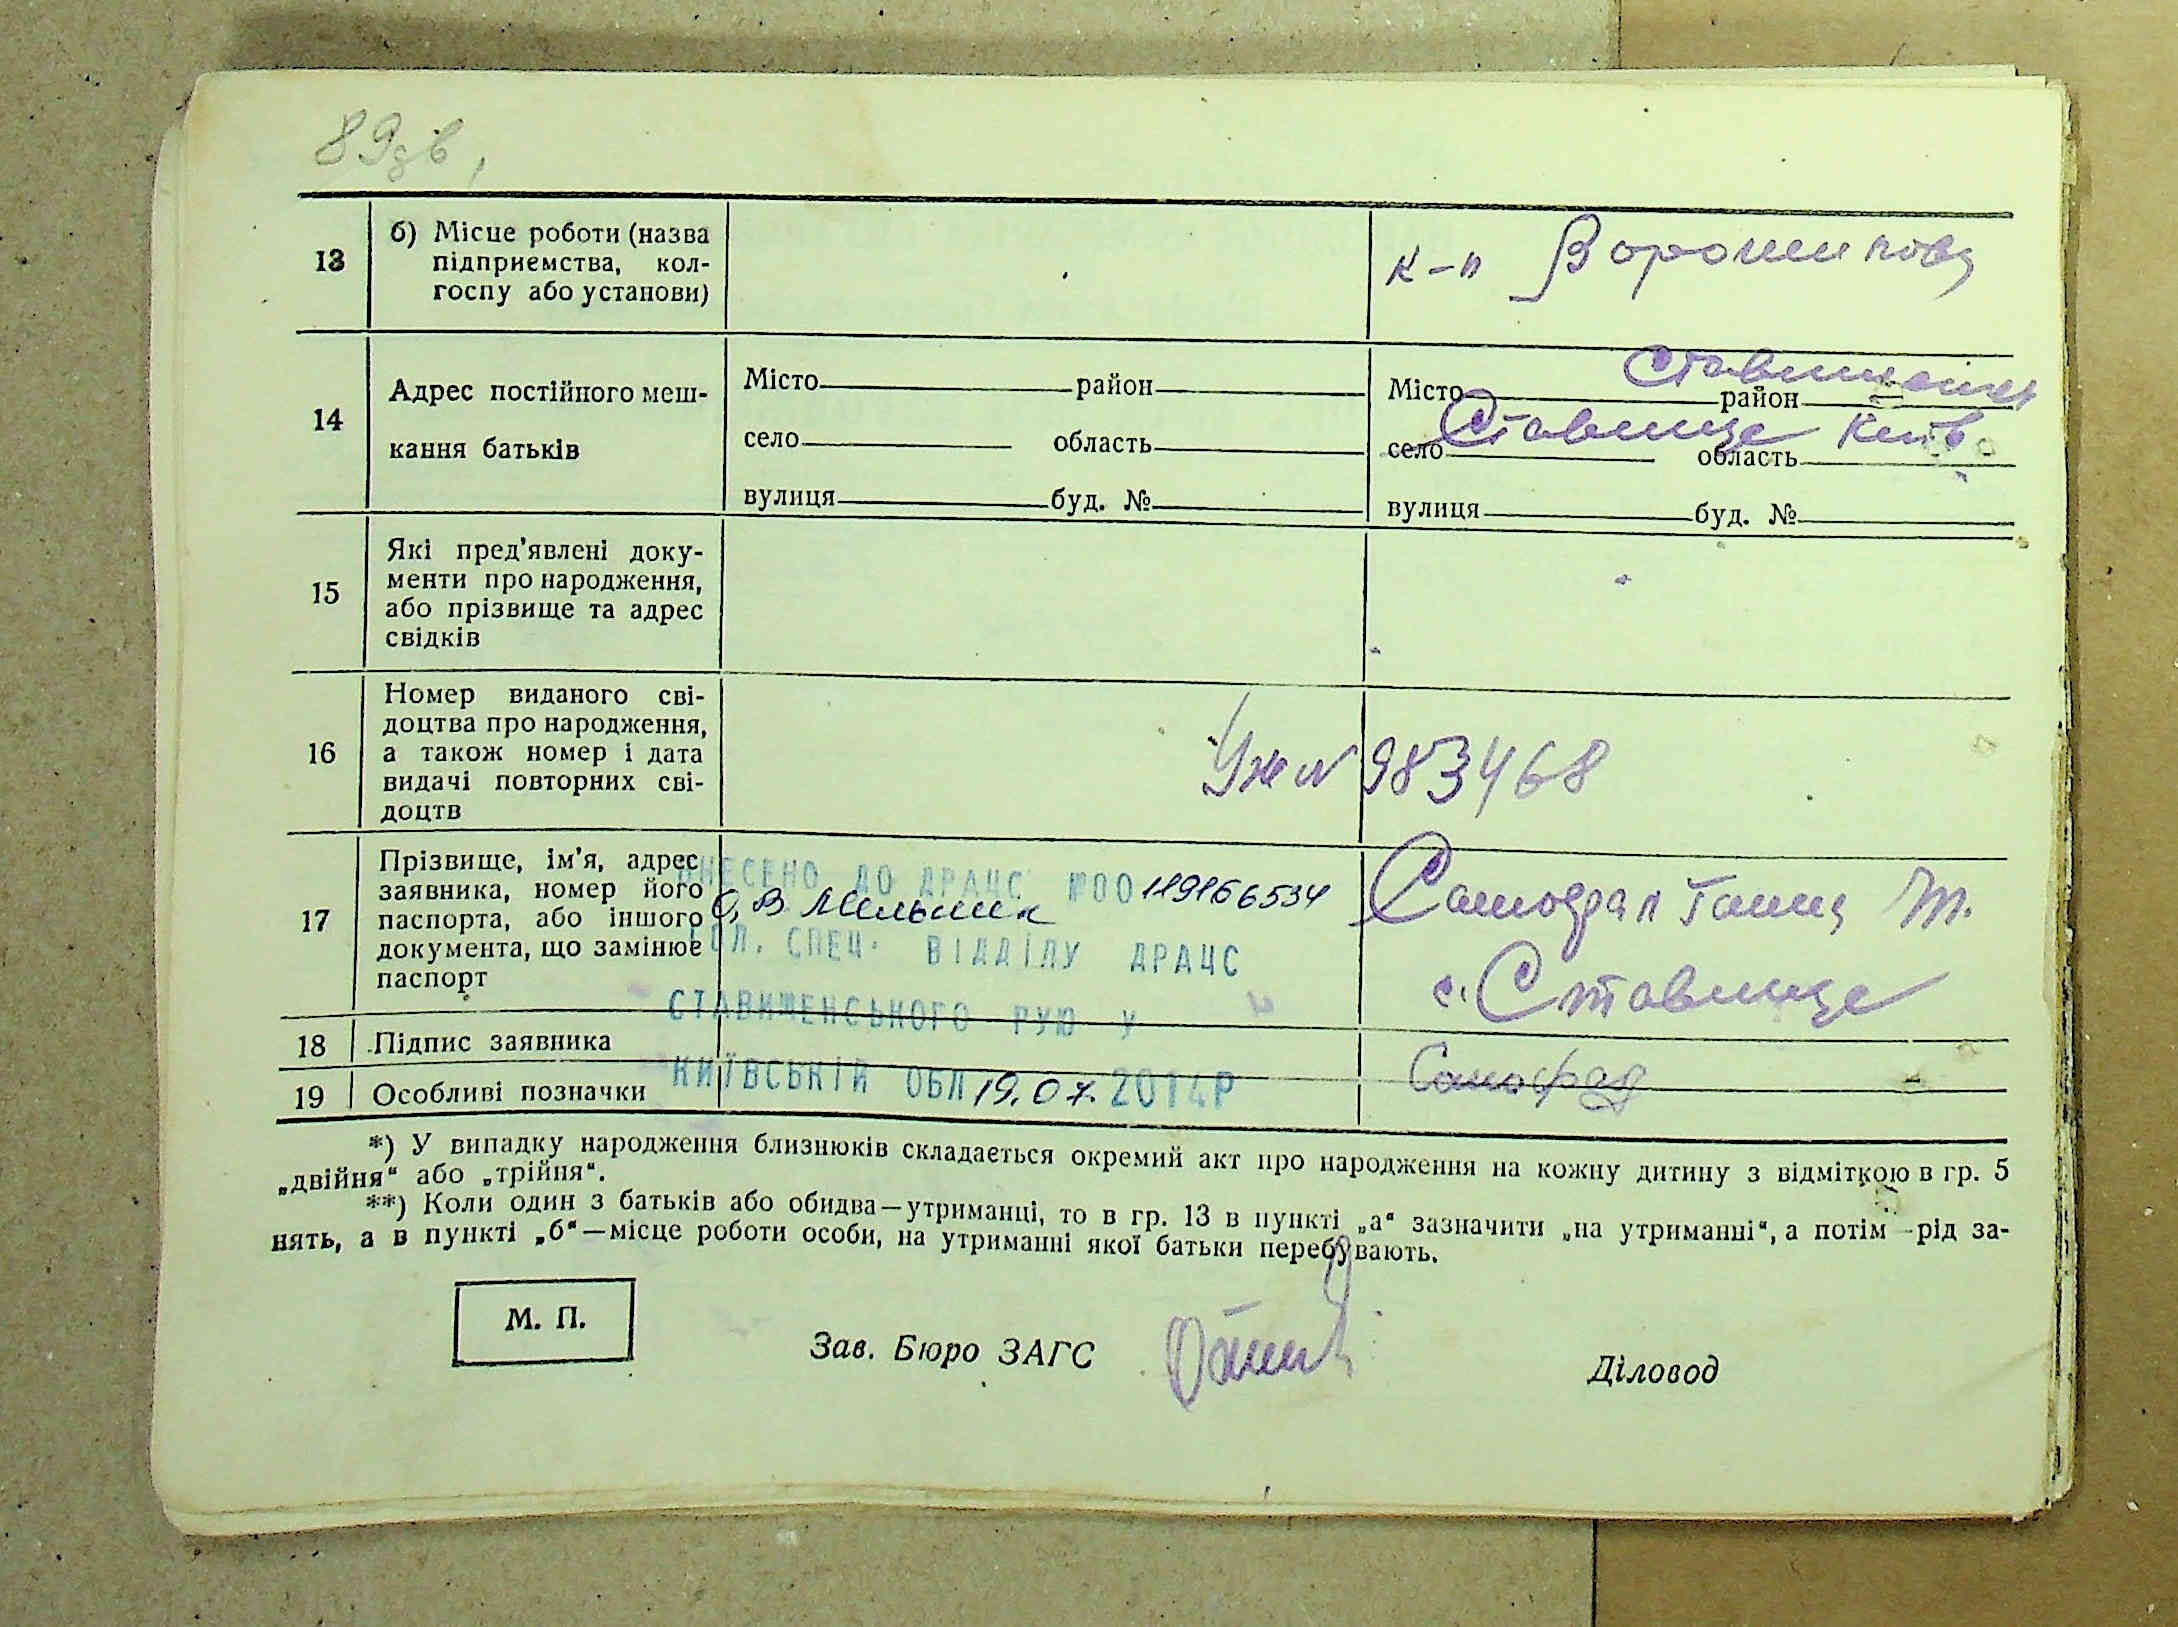 89зв,
13
б) Місце роботи (назва
підприємства, кол-
госпу або установи)
к-п Ворошилова
14
Адрес постійного меш-
кання батьків
Місто район
село область
вулиця буд. №
Місто район
Ставище Київ
село область
вулиця буд. №
15
Які пред'явлені доку-
менти про народження,
або прізвище та адрес
свідків
16
Номер виданого сві-
доцтва про народження,
а також номер і дата
видачі повторних сві-
доцтв
№ 983468
17
Прізвище, ім'я, адрес
заявника, номер його
паспорта, або іншого
документа, що замінює
паспорт
ВНЕСЕНО ДО ДРАЦС №00119166534
О,В Мельник
ГОЛ. СПЕЦ. ВІДДІЛУ ДРАЦС
СТАВИЩЕНСЬКОГО РУЮ У
КИЇВСЬКІЙ ОБЛ 19.07.2014Р
Ганна
с. Ставище
18
Підпис заявника
19
Особливі позначки
*) У випадку народження близнюків складається окремий акт про народження на кожну дитину з відміткою в гр. 5
„двійня“ або „трійня“.
**) Коли один з батьків або обидва—утриманці, то в гр. 13 в пункті „а“ зазначити „на утриманні“, а потім—рід за-
нять, а в пункті „б“—місце роботи особи, на утриманні якої батьки перебувають.
М. П.
Зав. Бюро ЗАГС
Діловод